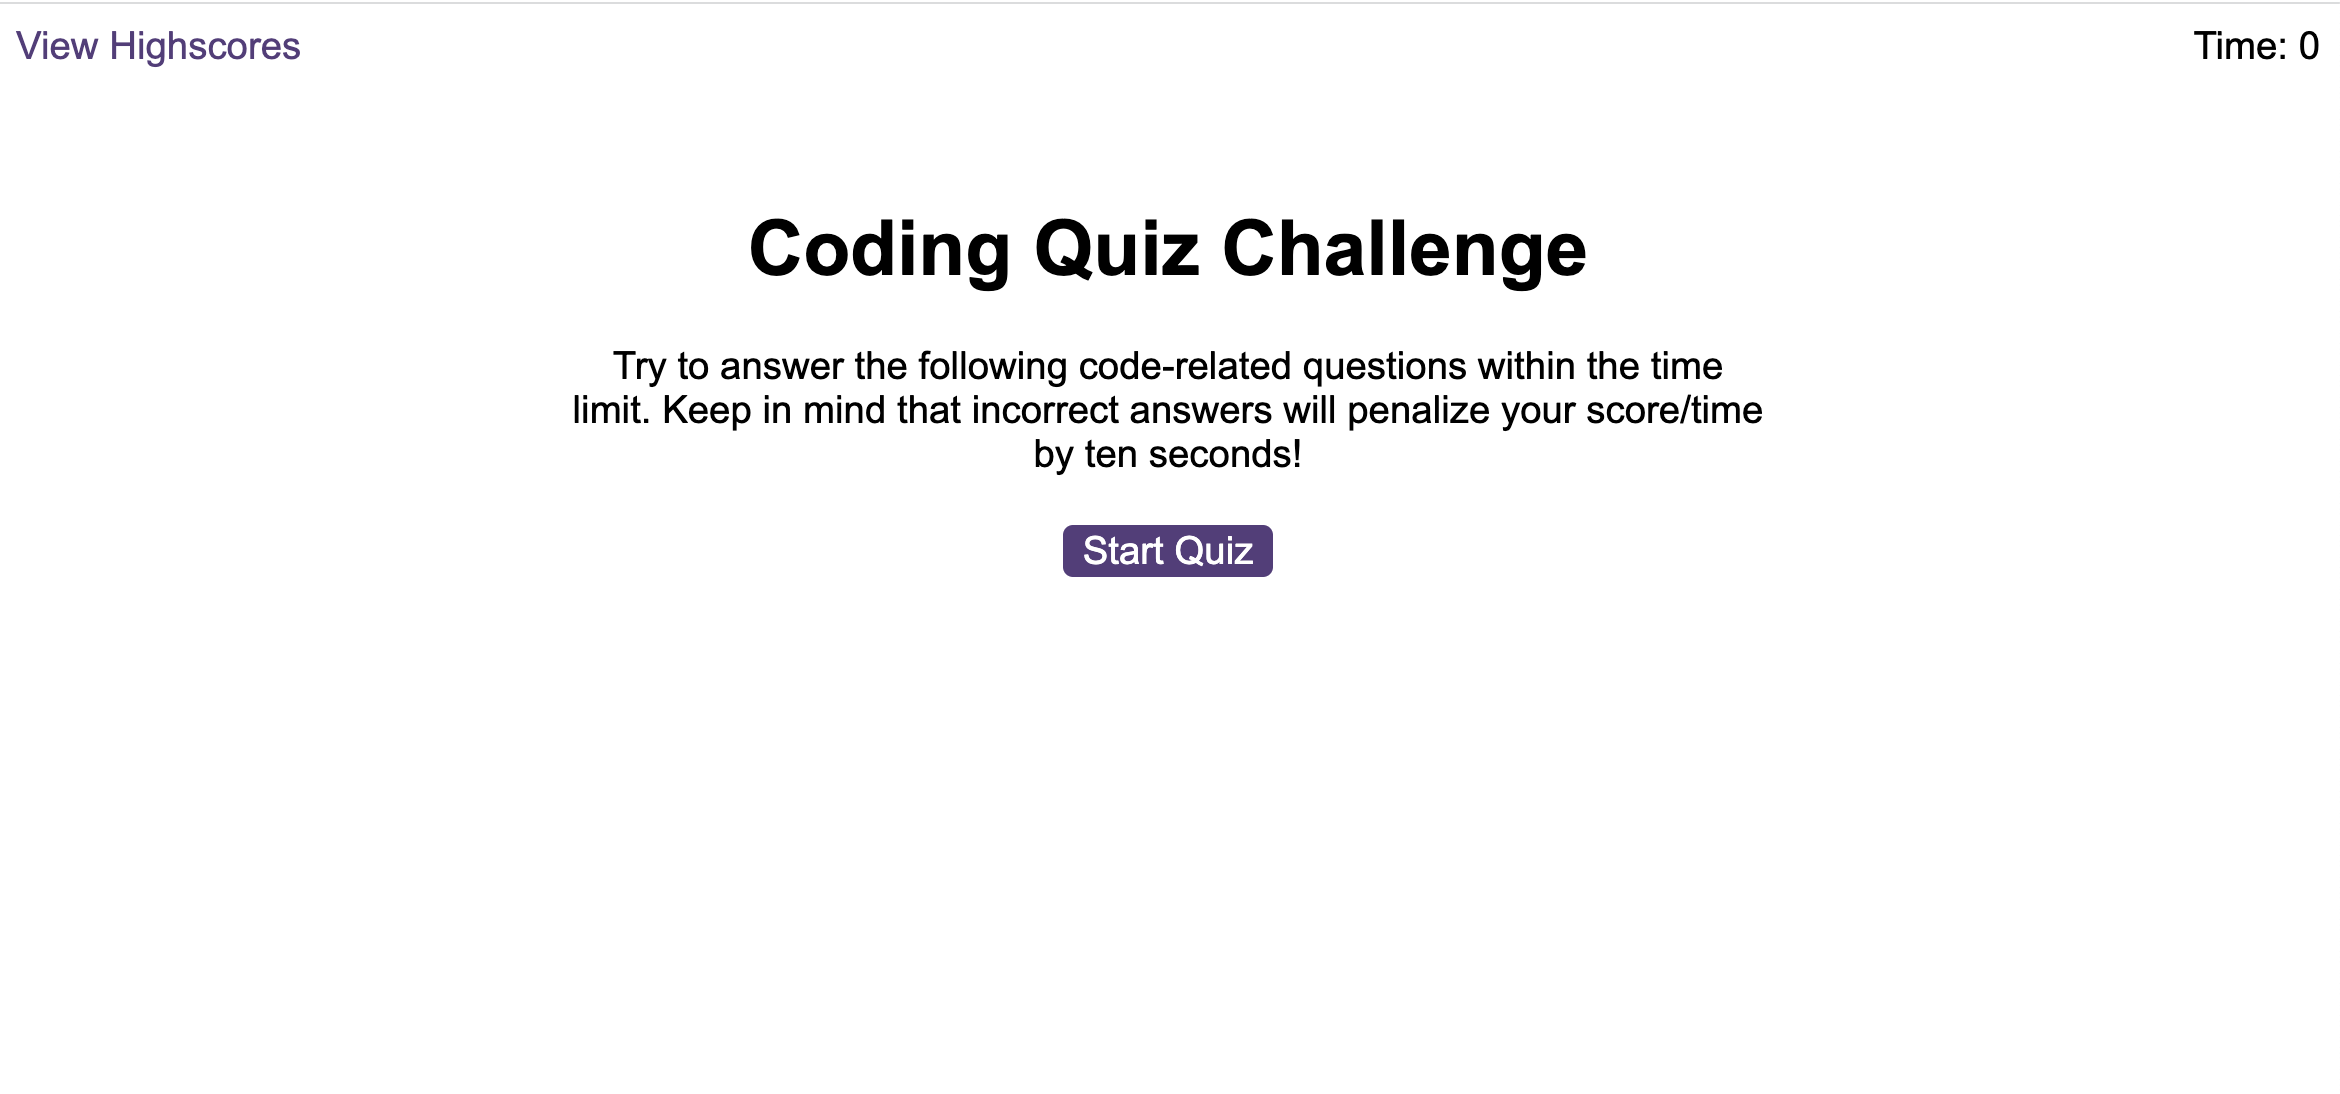 View Highscores
Time: 0
Coding Quiz Challenge
Try to answer the following code-related questions within the time
limit. Keep in mind that incorrect answers will penalize your score/time
by ten seconds!
Start Quiz